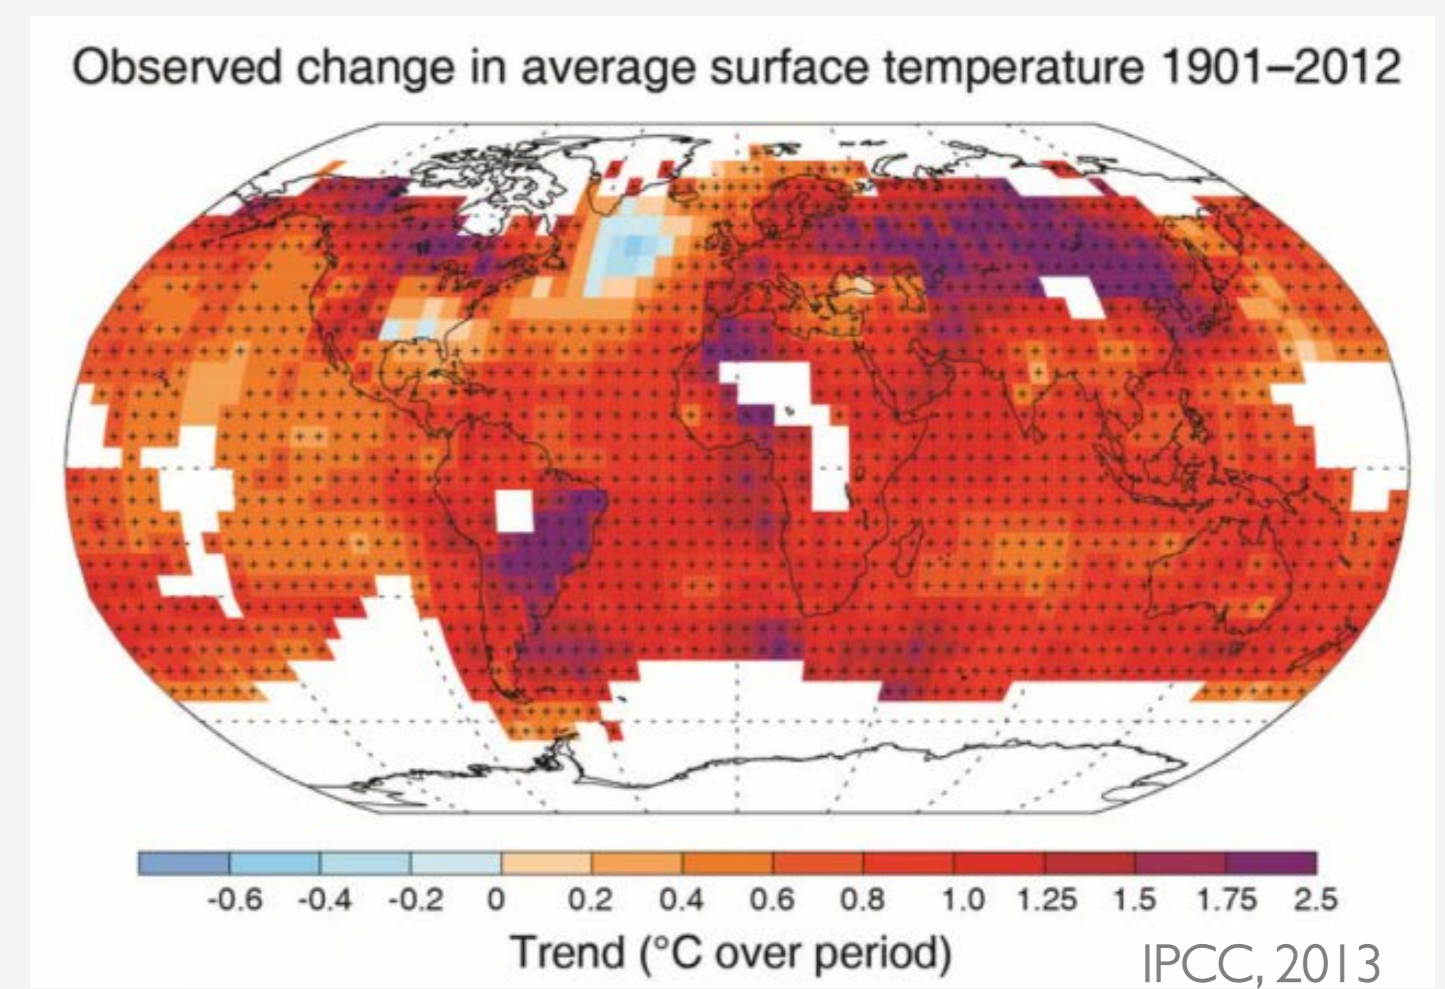 Observed change in average surface temperature 1901–2012
-0.6 -0.4 -0.2 0 0.2 0.4 0.6 0.8 1.0 1.25 1.5 1.75 2.5
Trend (°C over period)
IPCC, 2013